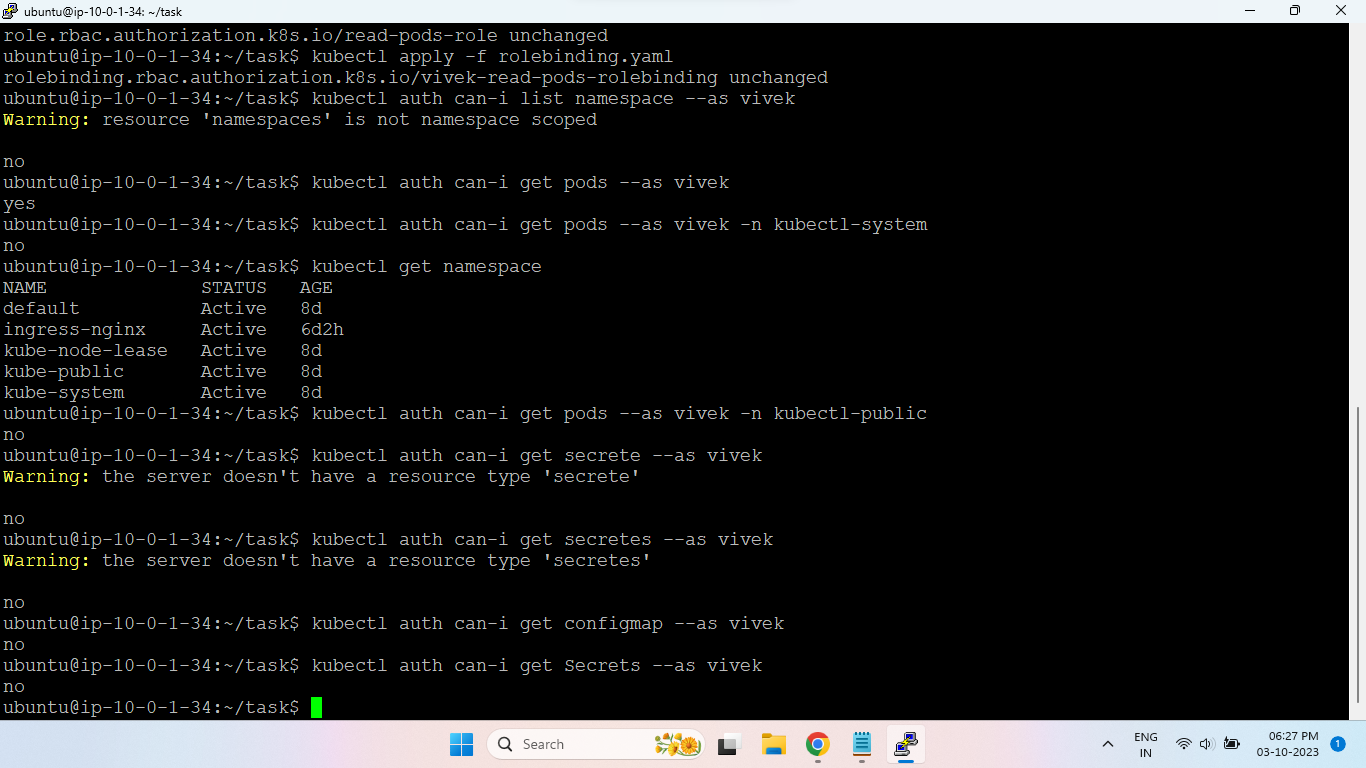 ubuntu@ip-10-0-1-34: ~/task
role.rbac.authorization.k8s.io/read-pods-role unchanged
ubuntu@ip-10-0-1-34:~/task$ kubectl apply -f rolebinding.yaml
rolebinding.rbac.authorization.k8s.io/vivek-read-pods-rolebinding unchanged
ubuntu@ip-10-0-1-34:~/task$ kubectl auth can-i list namespace --as vivek
Warning: resource 'namespaces' is not namespace scoped
no
ubuntu@ip-10-0-1-34:~/task$ kubectl auth can-i get pods --as vivek
yes
ubuntu@ip-10-0-1-34:~/task$ kubectl auth can-i get pods --as vivek -n kubectl-system
no
ubuntu@ip-10-0-1-34:~/task$ kubectl get namespace
NAME STATUS AGE
default Active 8d
ingress-nginx Active 6d2h
kube-node-lease Active 8d
kube-public Active 8d
kube-system Active 8d
ubuntu@ip-10-0-1-34:~/task$ kubectl auth can-i get pods --as vivek -n kubectl-public
no
ubuntu@ip-10-0-1-34:~/task$ kubectl auth can-i get secrete --as vivek
Warning: the server doesn't have a resource type 'secrete'
no
ubuntu@ip-10-0-1-34:~/task$ kubectl auth can-i get secretes --as vivek
Warning: the server doesn't have a resource type 'secretes'
no
ubuntu@ip-10-0-1-34:~/task$ kubectl auth can-i get configmap --as vivek
no
ubuntu@ip-10-0-1-34:~/task$ kubectl auth can-i get Secrets --as vivek
no
ubuntu@ip-10-0-1-34:~/task$
Search
ENG
IN
06:27 PM
03-10-2023
1